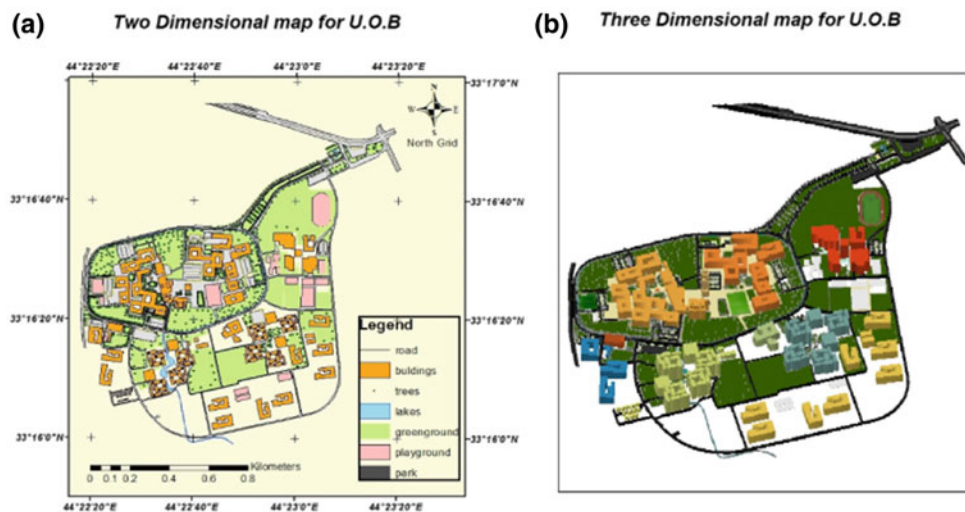 (a)
Two Dimensional map for U.O.B
(b)
Three Dimensional map for U.O.B
44°22'20"E
44°22'40"E
44°23'0"E
44°23'20"E
33°17'0"N
N
W
E
S
North Grid
33°16'40"N
33°16'40"N
33°16'20"N
33°16'20"N
Legend
road
buldings
trees
lakes
greenground
playground
park
33°16'0"N
33°16'0"N
Kilometers
0 0.1 0.2 0.4 0.6 0.8
44°22'20"E
44°22'40"E
44°23'0"E
44°23'20"E